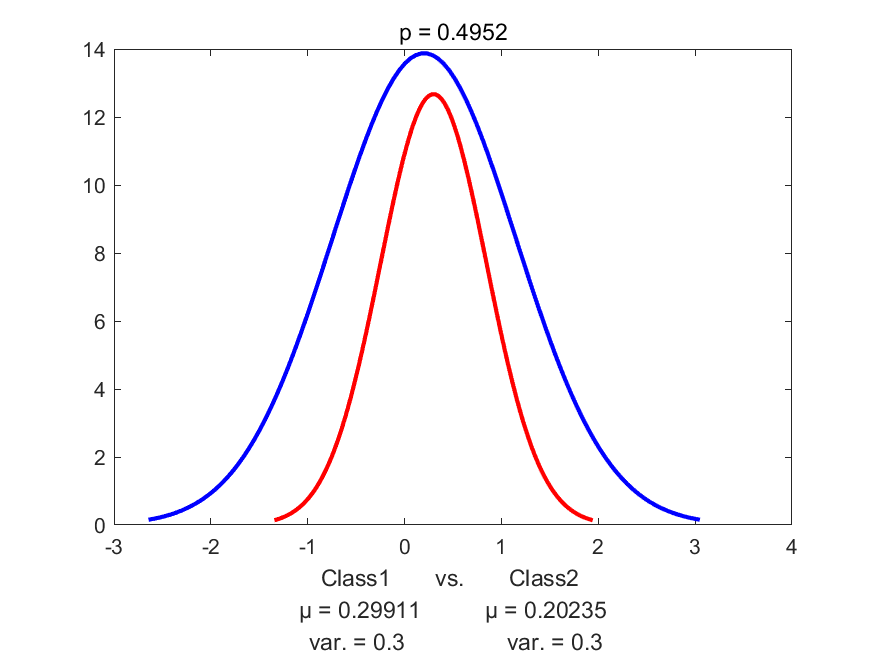 p = 0.4952
14
12
10
8
6
4
2
0
-3 -2 -1 0 1 2 3 4
Class1 vs. Class2
μ = 0.29911 μ = 0.20235
var. = 0.3 var. = 0.3